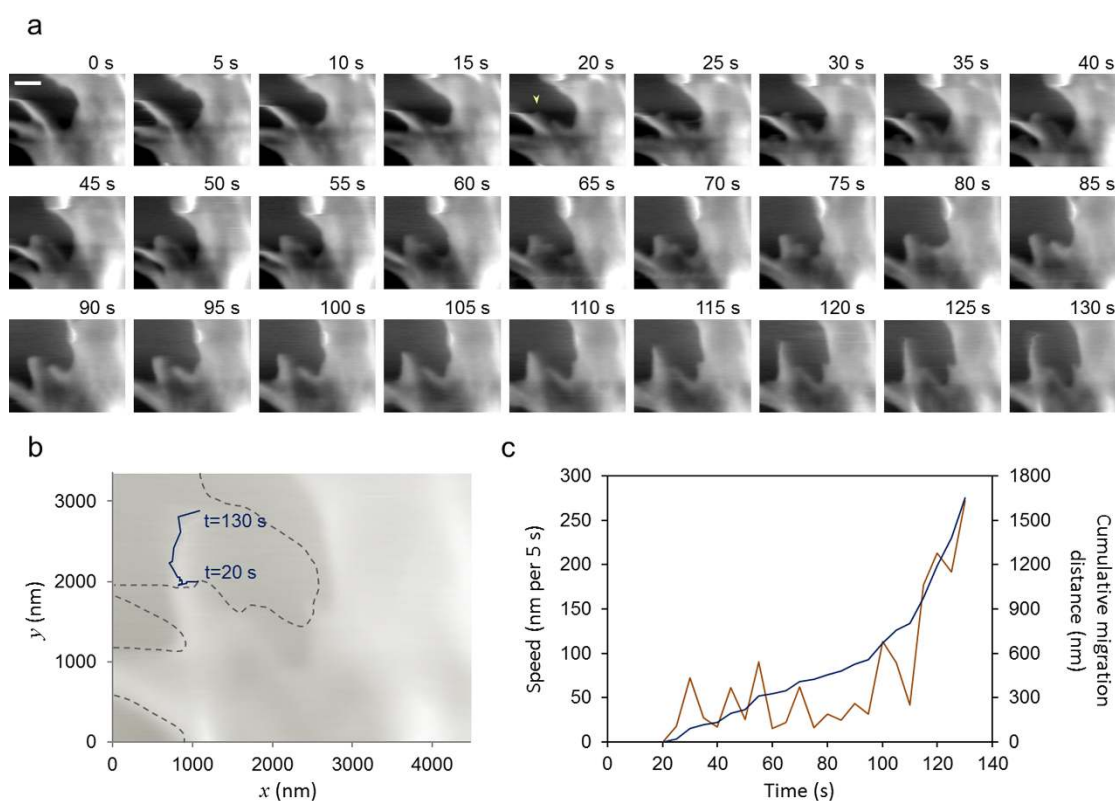 a
0 s 5 s 10 s 15 s 20 s 25 s 30 s 35 s 40 s
45 s 50 s 55 s 60 s 65 s 70 s 75 s 80 s 85 s
90 s 95 s 100 s 105 s 110 s 115 s 120 s 125 s 130 s
b
3000
2000
1000
0
y (nm)
t=130 s
t=20 s
0 1000 2000 3000 4000
x (nm)
c
300
250
200
150
100
50
0
Speed (nm per 5 s)
0 20 40 60 80 100 120 140
Time (s)
1800
1500
1200
900
600
300
0
Cumulative migration
distance (nm)